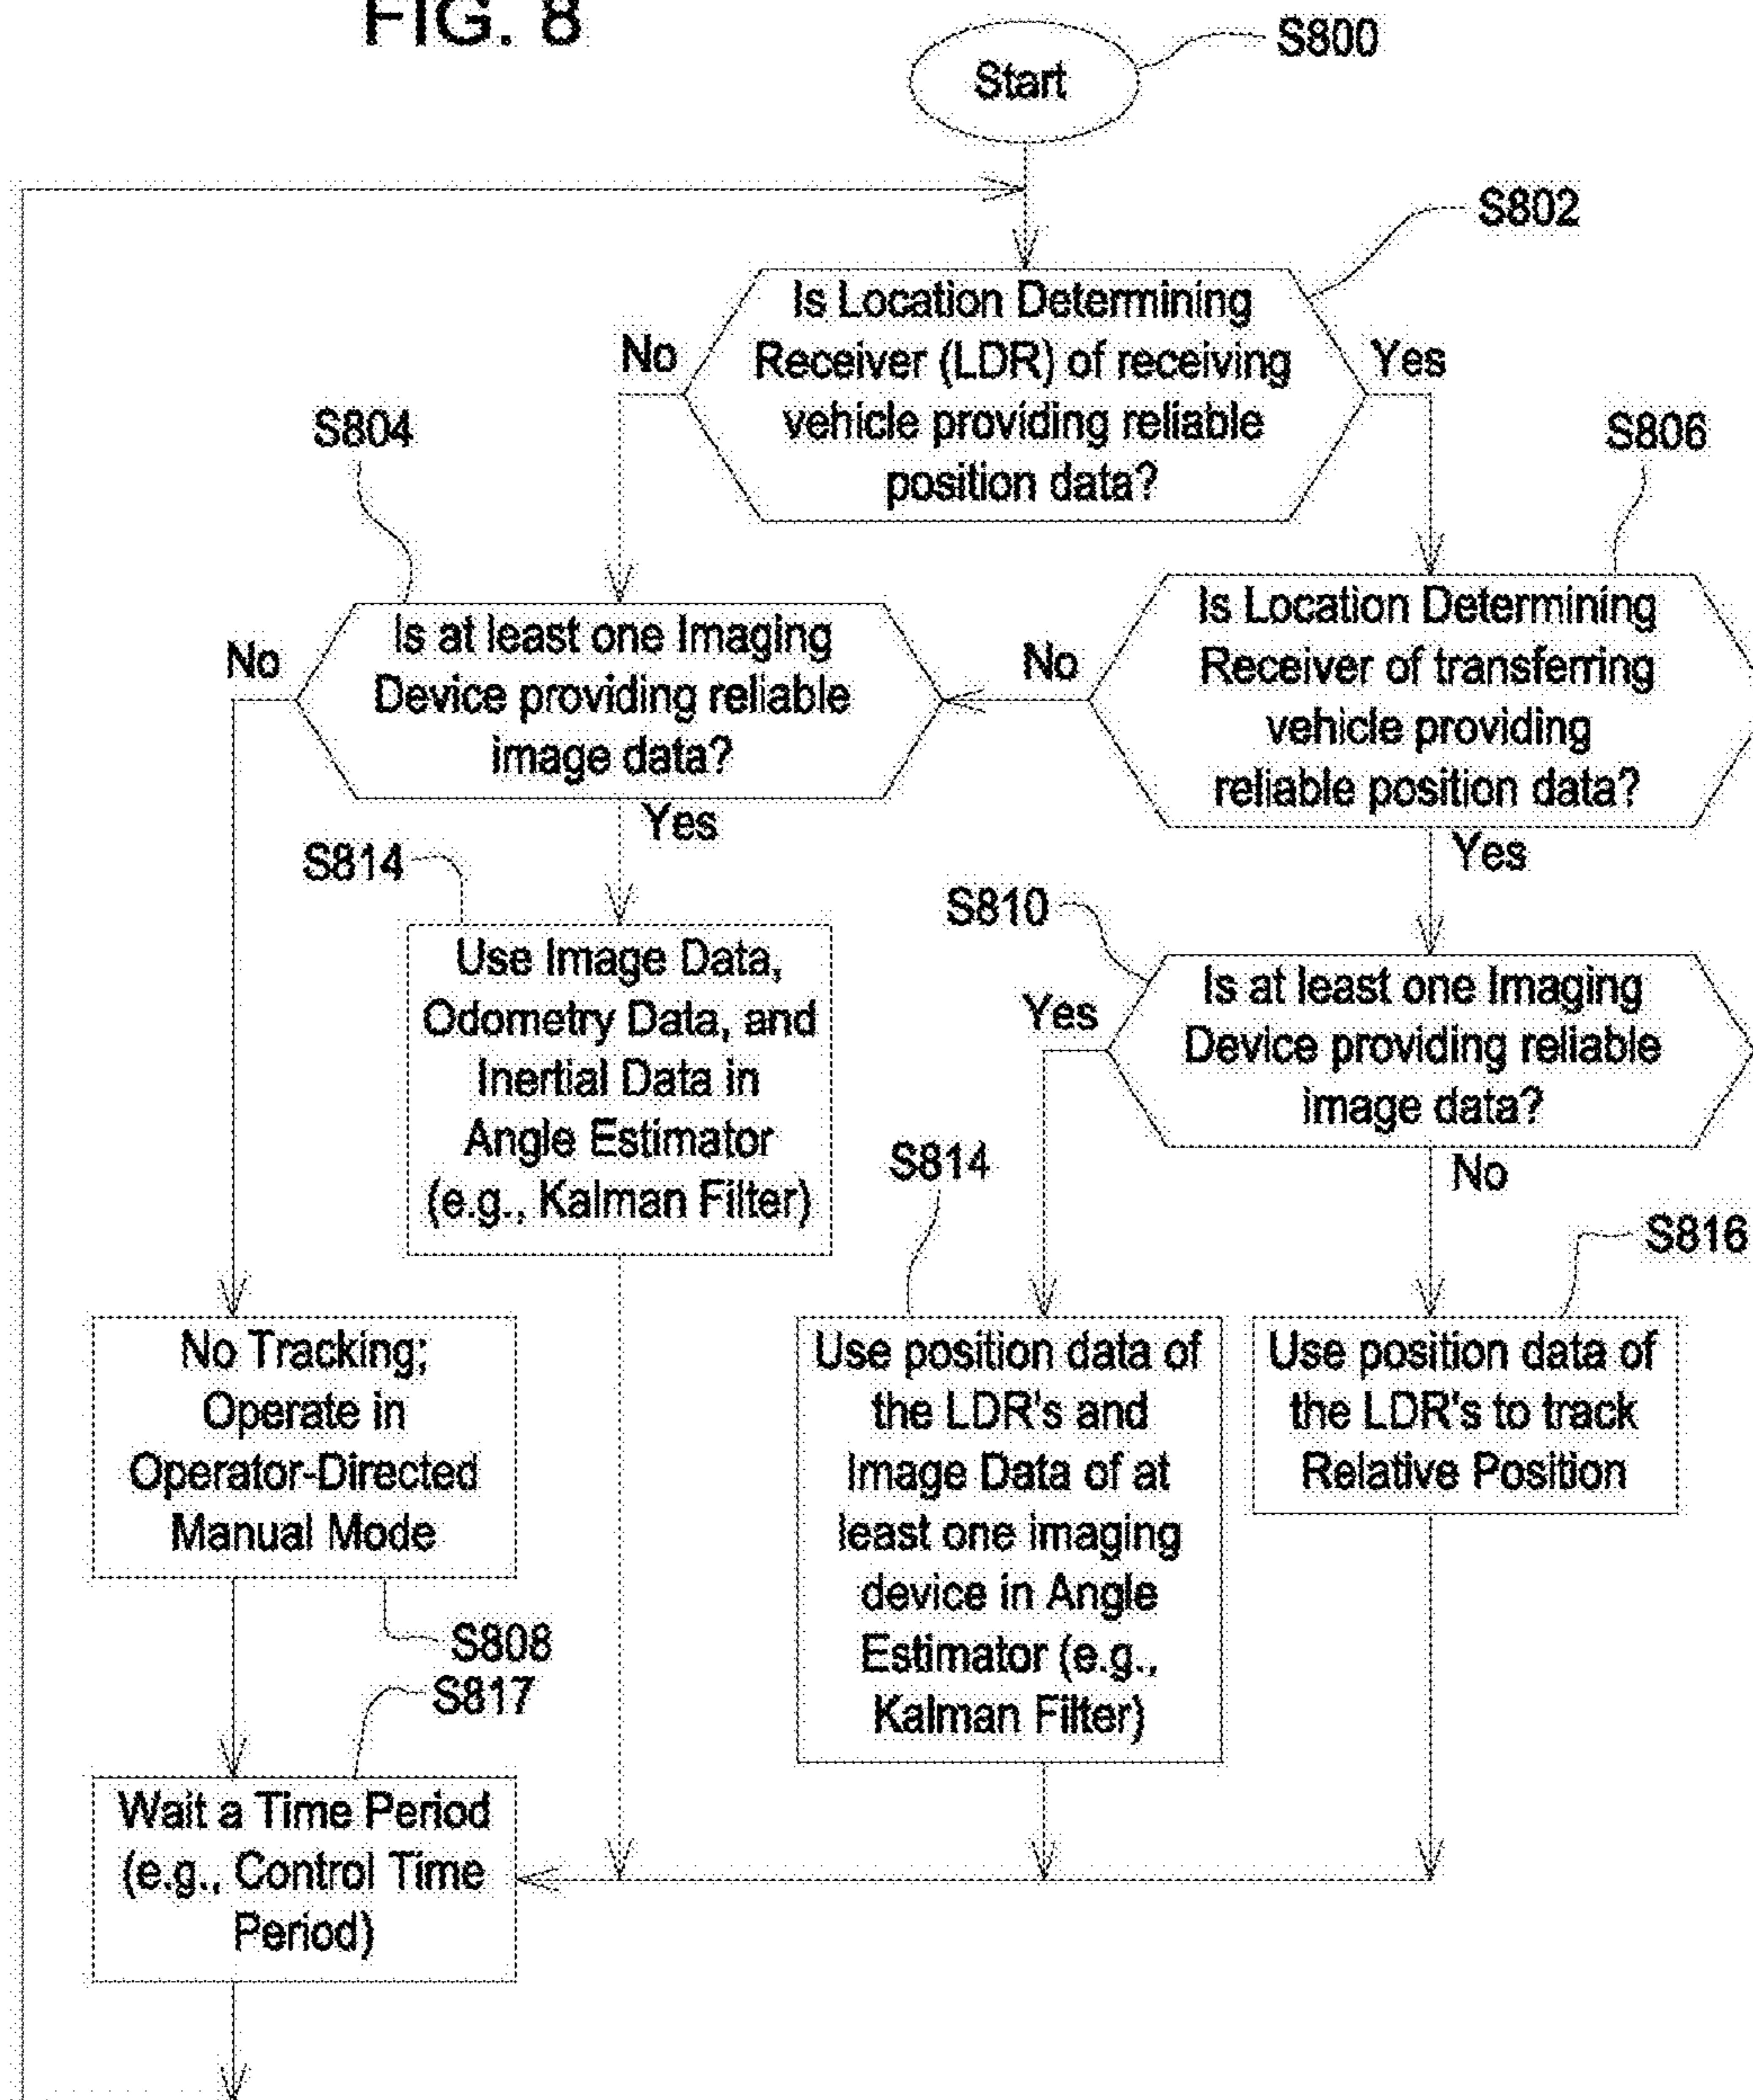 FIG. 8
Start
S800
S802
Is Location Determining
Receiver (LDR) of receiving
vehicle providing reliable
position data?
No
Yes
S804
S806
Is at least one Imaging
Device providing reliable
image data?
No
Yes
Is Location Determining
Receiver of transferring
vehicle providing
reliable position data?
No
Yes
S814
Use Image Data,
Odometry Data, and
Inertial Data in
Angle Estimator
(e.g., Kalman Filter)
S810
Is at least one Imaging
Device providing reliable
image data?
Yes
No
S814
S816
No Tracking;
Operate in
Operator-Directed
Manual Mode
S808
Use position data of
the LDR's and
Image Data of at
least one imaging
device in Angle
Estimator (e.g.,
Kalman Filter)
Use position data of
the LDR's to track
Relative Position
S817
Wait a Time Period
(e.g., Control Time
Period)